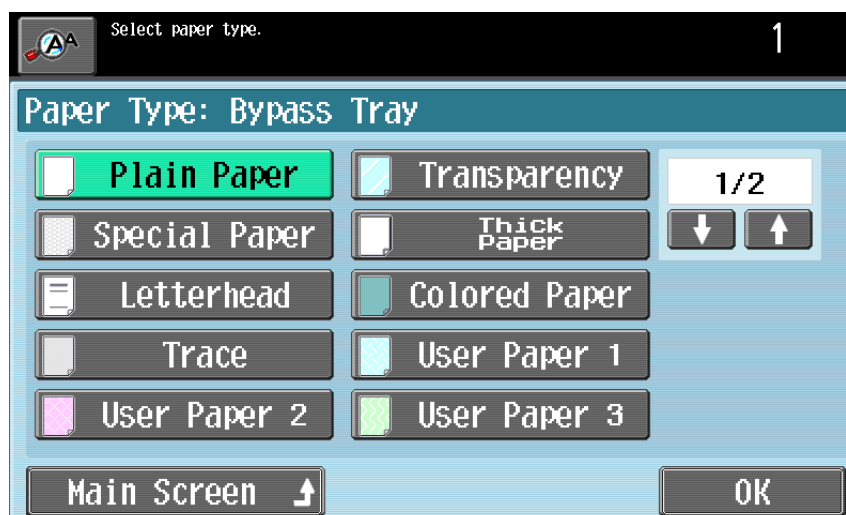 Select paper type.
1
Paper Type: Bypass Tray
Plain Paper
Transparency
1/2
Special Paper
Thick
Paper
Letterhead
Colored Paper
Trace
User Paper 1
User Paper 2
User Paper 3
Main Screen
OK